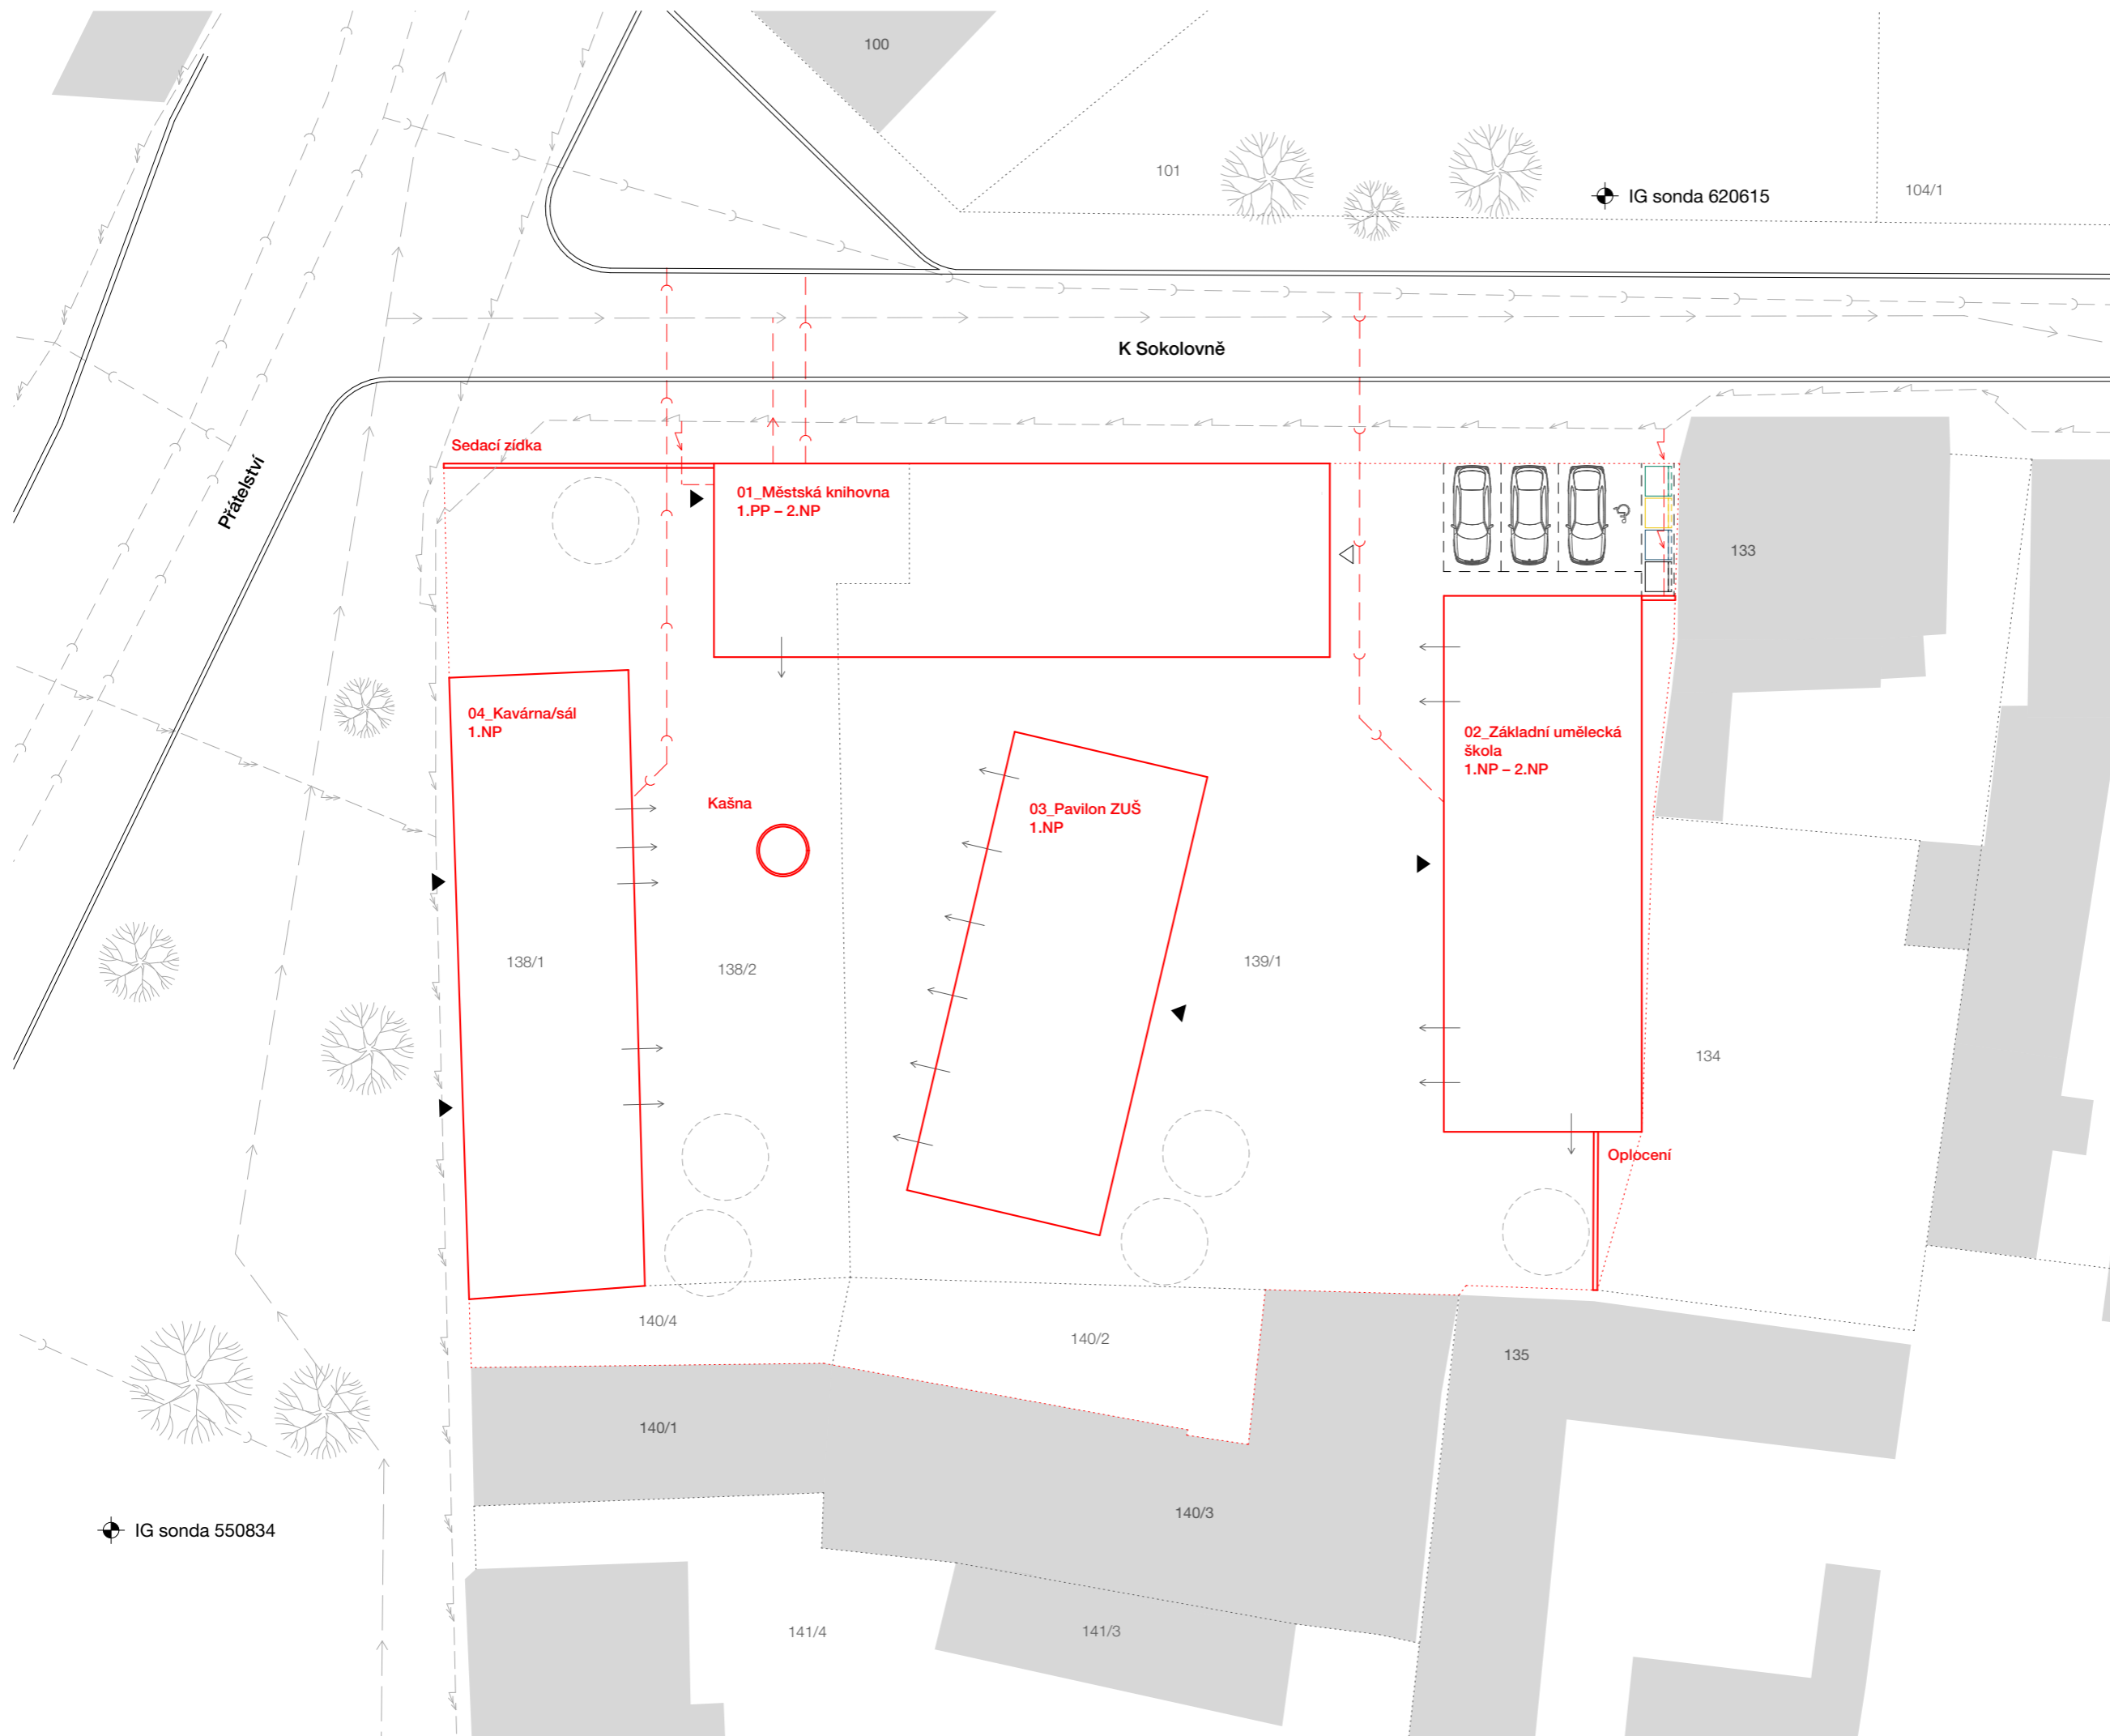 100
101
IG sonda 620615
104/1
K Sokolovně
Přátelství
Sedací zídka
01_Městská knihovna
1.PP – 2.NP
133
04_Kavárna/sál
1.NP
02_Základní umělecká
škola
1.NP – 2.NP
Kašna
03_Pavilon ZUŠ
1.NP
138/1
138/2
139/1
134
Oplocení
140/4
140/2
135
140/1
140/3
IG sonda 550834
141/4
141/3